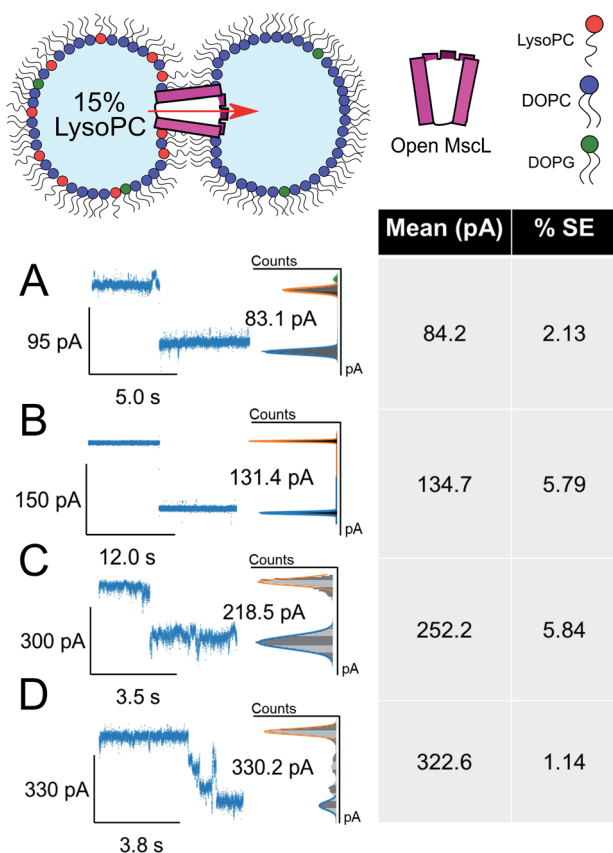 15%
LysoPC
Open MscL
LysoPC
DOPC
DOPG
Mean (pA)
% SE
A
95 pA
5.0 s
Counts
83.1 pA
pA
84.2
2.13
B
150 pA
12.0 s
Counts
131.4 pA
pA
134.7
5.79
C
300 pA
3.5 s
Counts
218.5 pA
pA
252.2
5.84
D
330 pA
3.8 s
Counts
330.2 pA
pA
322.6
1.14